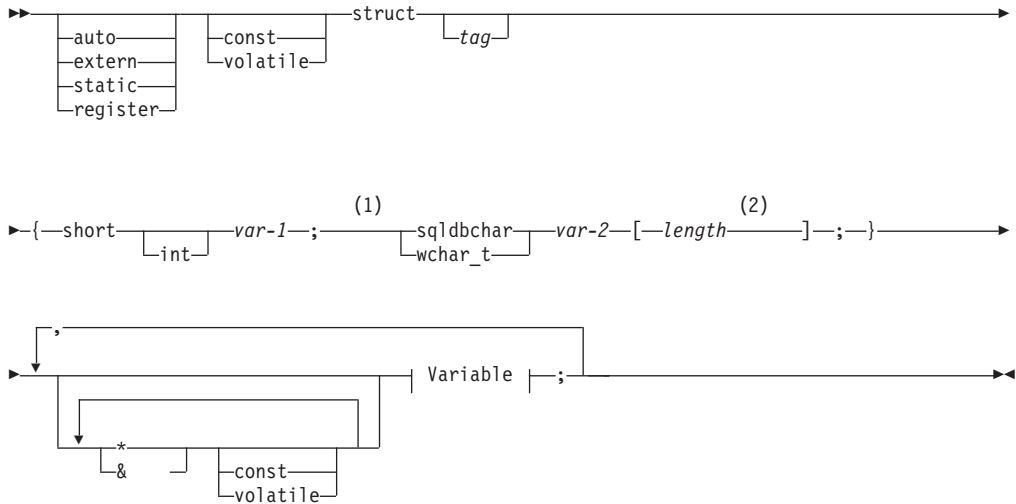 struct
auto const tag
extern volatile
static
register
(1) (2)
{ short var-1 ; sqldbchar var-2 [ length ] ; }
int wchar_t
,
Variable ;
*
& const
volatile